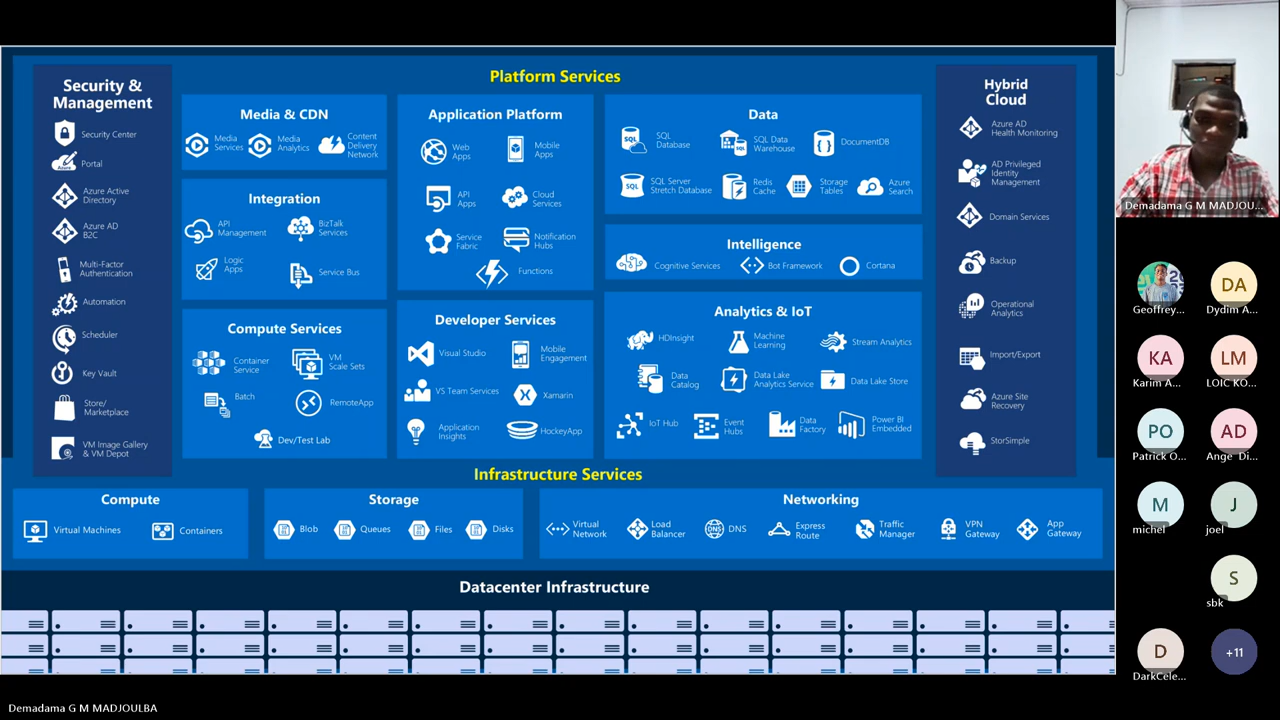 Platform Services
Security &
Management
Security Center
Portal
Azure Active
Directory
Azure AD
B2C
Multi-Factor
Authentication
Automation
Scheduler
Key Vault
Store/
Marketplace
VM Image Gallery
& VM Depot
Media & CDN
Media
Services
Media
Analytics
Content
Delivery
Network
Integration
API
Management
BizTalk
Services
Logic
Apps
Service Bus
Compute Services
Container
Service
VM
Scale Sets
Batch
RemoteApp
Dev/Test Lab
Application Platform
Web
Apps
Mobile
Apps
API
Apps
Cloud
Services
Service
Fabric
Notification
Hubs
Functions
Developer Services
Visual Studio
Mobile
Engagement
VS Team Services
Xamarin
Application
Insights
HockeyApp
Data
SQL
Database
SQL Data
Warehouse
DocumentDB
SQL Server
Stretch Database
Redis
Cache
Storage
Tables
Azure
Search
Intelligence
Cognitive Services
Bot Framework
Cortana
Analytics & IoT
HDInsight
Machine
Learning
Stream Analytics
Data
Catalog
Data Lake
Analytics Service
Data Lake Store
IoT Hub
Event
Hubs
Data
Factory
Power BI
Embedded
Hybrid
Cloud
Azure AD
Health Monitoring
AD Privileged
Identity
Management
Domain Services
Backup
Operational
Analytics
Import/Export
Azure Site
Recovery
StorSimple
Infrastructure Services
Compute
Virtual Machines
Containers
Storage
Blob
Queues
Files
Disks
Networking
Virtual
Network
Load
Balancer
DNS
DNS
Express
Route
Traffic
Manager
VPN
Gateway
App
Gateway
Datacenter Infrastructure
Demadama G M MADJOU...
Geoffrey...
DA
Dydim A...
KA
Karim A...
LM
LOIC KO...
PO
Patrick O...
AD
Ange Di...
M
michel
J
joel
S
sbk
D
DarkCele...
+11
Demadama G M MADJOULBA